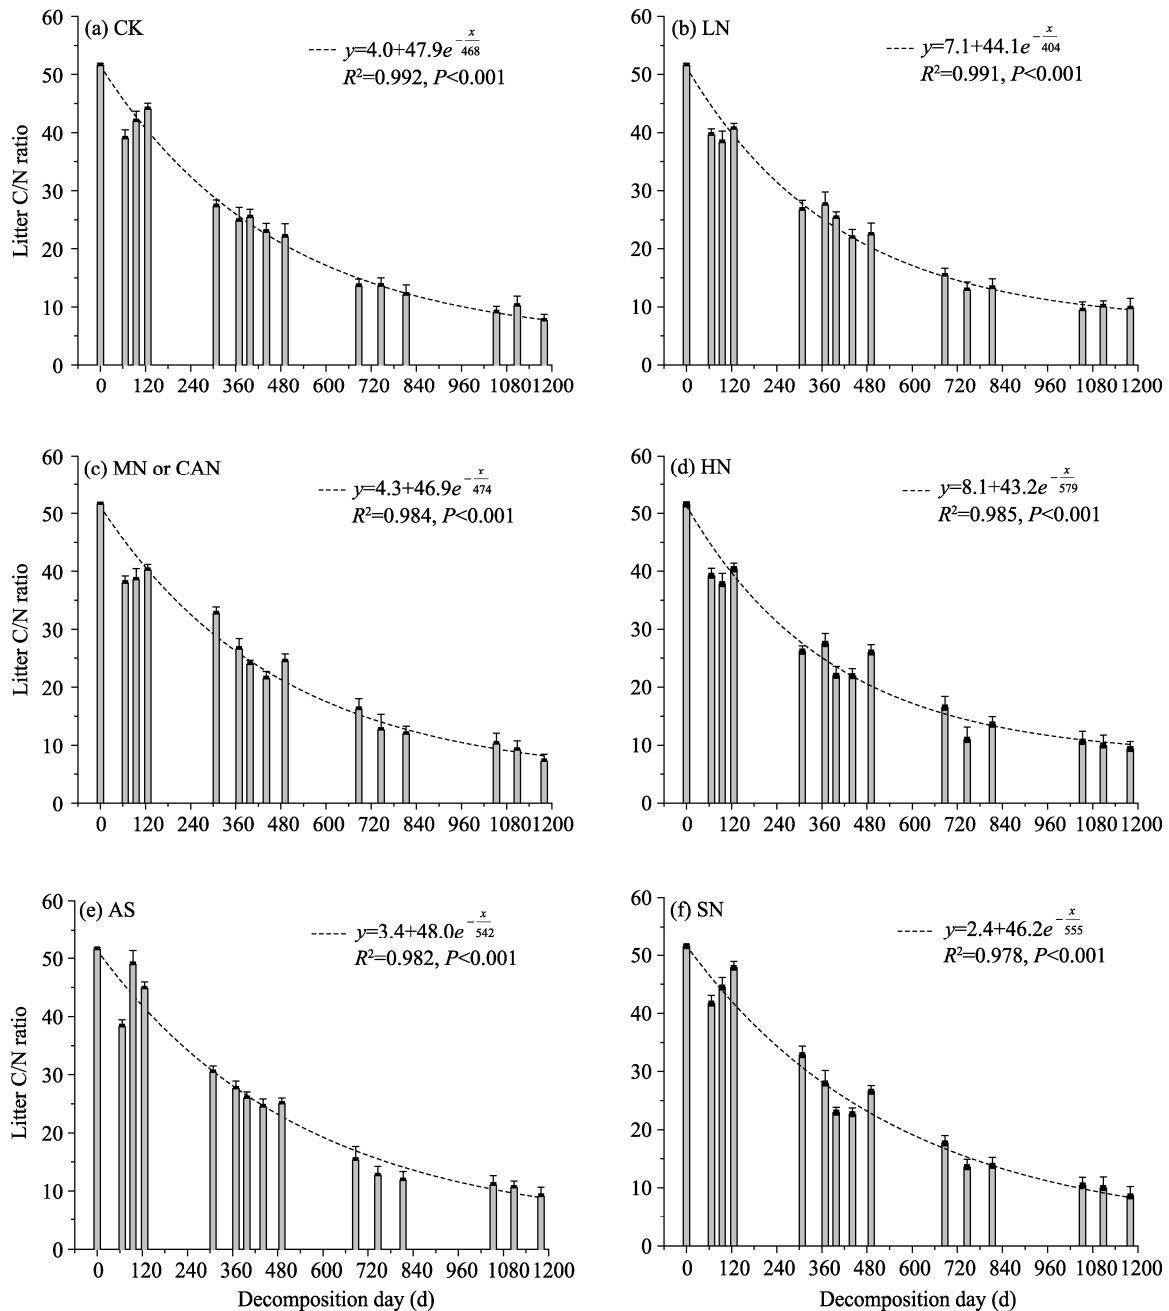 (a) CK
y=4.0+47.9e^{-x/468}
R²=0.992, P<0.001
Litter C/N ratio
60
50
40
30
20
10
0
0 120 240 360 480 600 720 840 960 1080 1200
(b) LN
y=7.1+44.1e^{-x/404}
R²=0.991, P<0.001
60
50
40
30
20
10
0
0 120 240 360 480 600 720 840 960 1080 1200
(c) MN or CAN
y=4.3+46.9e^{-x/474}
R²=0.984, P<0.001
Litter C/N ratio
60
50
40
30
20
10
0
0 120 240 360 480 600 720 840 960 1080 1200
(d) HN
y=8.1+43.2e^{-x/579}
R²=0.985, P<0.001
60
50
40
30
20
10
0
0 120 240 360 480 600 720 840 960 1080 1200
(e) AS
y=3.4+48.0e^{-x/542}
R²=0.982, P<0.001
Litter C/N ratio
60
50
40
30
20
10
0
0 120 240 360 480 600 720 840 960 1080 1200
Decomposition day (d)
(f) SN
y=2.4+46.2e^{-x/555}
R²=0.978, P<0.001
60
50
40
30
20
10
0
0 120 240 360 480 600 720 840 960 1080 1200
Decomposition day (d)